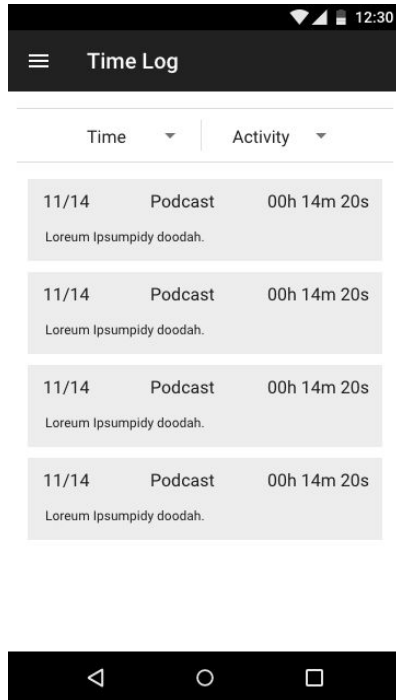 12:30
Time Log
Time Activity
11/14 Podcast 00h 14m 20s
Loreum Ipsumpidy doodah.
11/14 Podcast 00h 14m 20s
Loreum Ipsumpidy doodah.
11/14 Podcast 00h 14m 20s
Loreum Ipsumpidy doodah.
11/14 Podcast 00h 14m 20s
Loreum Ipsumpidy doodah.